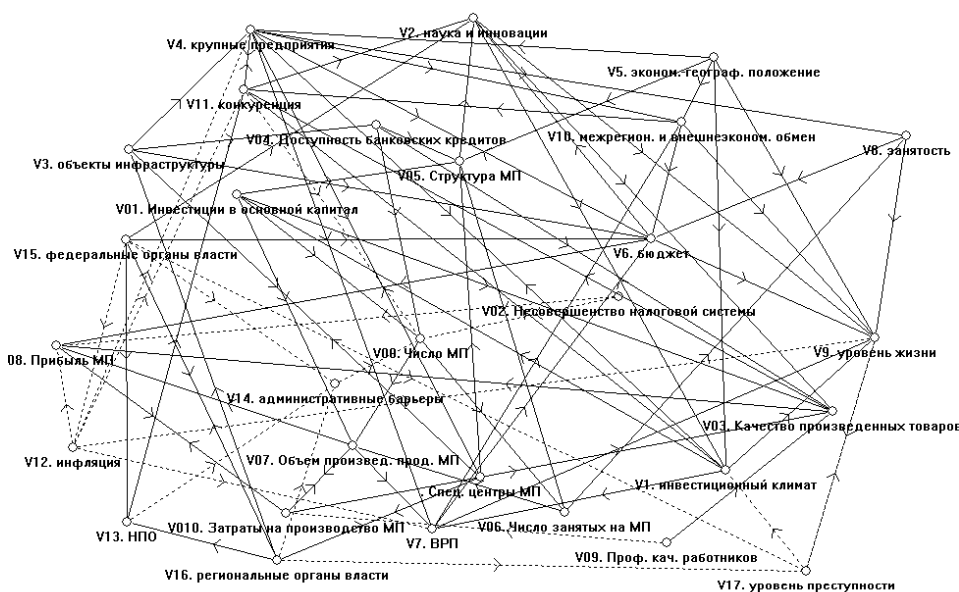 V2. наука и инновации
V4. крупные предприятия
V5. эконом.-географ. положение
V11. конкуренция
V04. Доступность банковских кредитов
V10. межрегион. и внешнеэконом. обмен
V8. занятость
V3. объекты инфраструктуры
V05. Структура МП
V01. Инвестиции в основной капитал
V15. федеральные органы власти
V6. бюджет
V02. Несовершенство налоговой системы
08. Прибыль МП
V00. Число МП
V9. уровень жизни
V14. административные барьеры
V03. Качество произведенных товаров
V12. инфляция
V07. Объем произвед. прод. МП
V1. инвестиционный климат
. Спец. центры МП
V010. Затраты на производство МП
V06. Число занятых на МП
V13. НПО
V7. ВРП
V09. Проф. кач. работников
V16. региональные органы власти
V17. уровень преступности